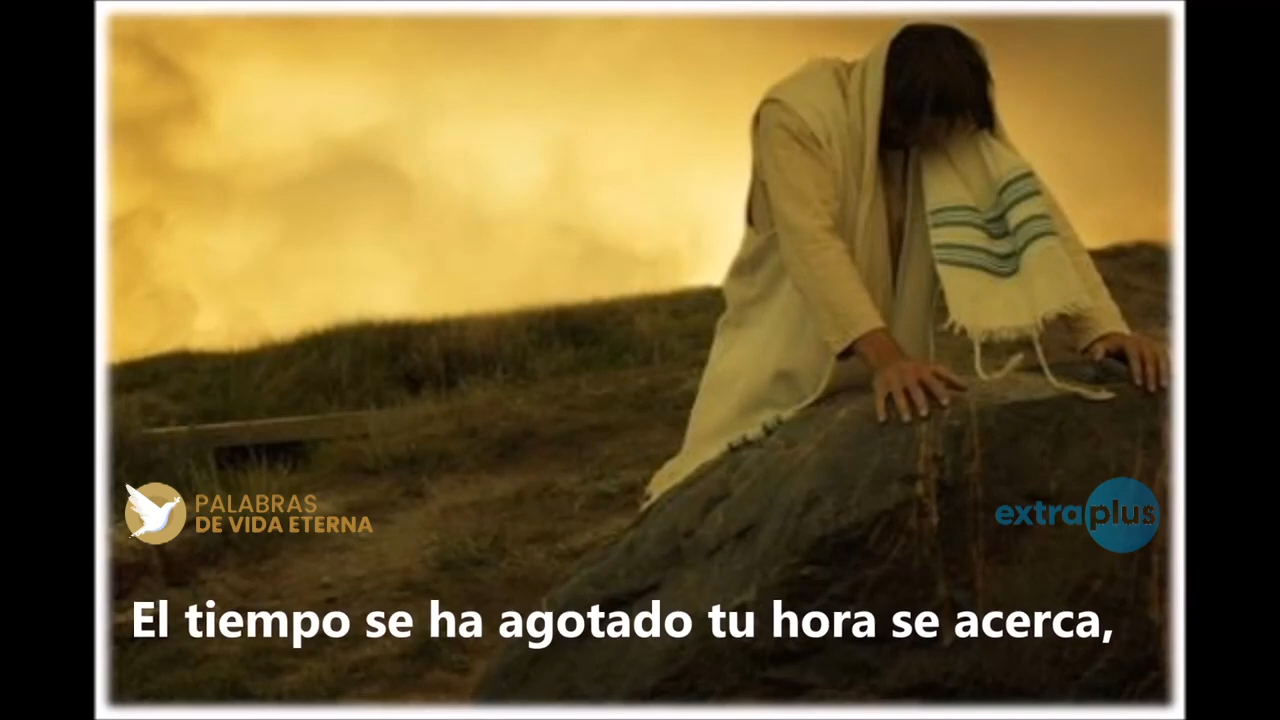 PALABRAS
DE VIDA ETERNA
extraplus
El tiempo se ha agotado tu hora se acerca,